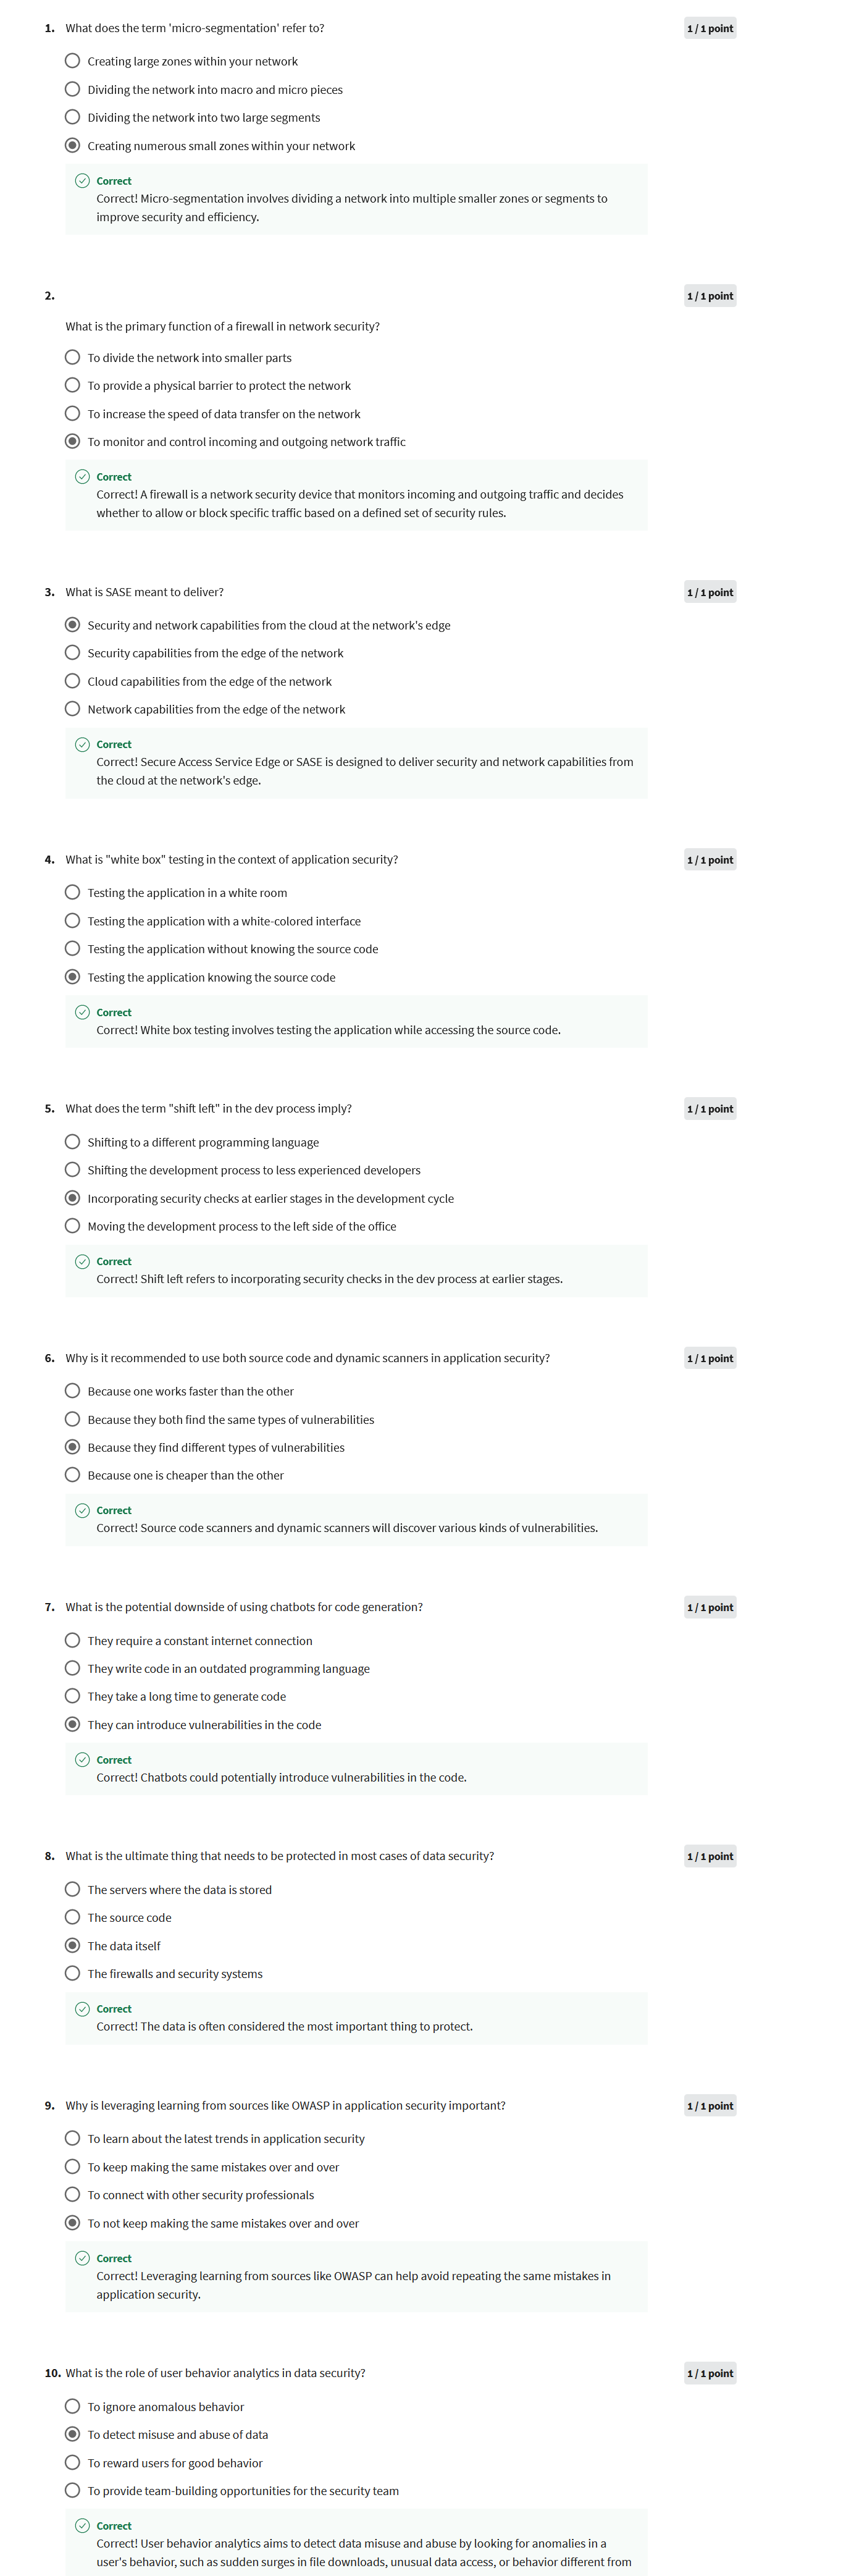 1. What does the term 'micro-segmentation' refer to? 1 / 1 point
Creating large zones within your network
Dividing the network into macro and micro pieces
Dividing the network into two large segments
Creating numerous small zones within your network
Correct
Correct! Micro-segmentation involves dividing a network into multiple smaller zones or segments to
improve security and efficiency.
2. 1 / 1 point
What is the primary function of a firewall in network security?
To divide the network into smaller parts
To provide a physical barrier to protect the network
To increase the speed of data transfer on the network
To monitor and control incoming and outgoing network traffic
Correct
Correct! A firewall is a network security device that monitors incoming and outgoing traffic and decides
whether to allow or block specific traffic based on a defined set of security rules.
3. What is SASE meant to deliver? 1 / 1 point
Security and network capabilities from the cloud at the network's edge
Security capabilities from the edge of the network
Cloud capabilities from the edge of the network
Network capabilities from the edge of the network
Correct
Correct! Secure Access Service Edge or SASE is designed to deliver security and network capabilities from
the cloud at the network's edge.
4. What is "white box" testing in the context of application security? 1 / 1 point
Testing the application in a white room
Testing the application with a white-colored interface
Testing the application without knowing the source code
Testing the application knowing the source code
Correct
Correct! White box testing involves testing the application while accessing the source code.
5. What does the term "shift left" in the dev process imply? 1 / 1 point
Shifting to a different programming language
Shifting the development process to less experienced developers
Incorporating security checks at earlier stages in the development cycle
Moving the development process to the left side of the office
Correct
Correct! Shift left refers to incorporating security checks in the dev process at earlier stages.
6. Why is it recommended to use both source code and dynamic scanners in application security? 1 / 1 point
Because one works faster than the other
Because they both find the same types of vulnerabilities
Because they find different types of vulnerabilities
Because one is cheaper than the other
Correct
Correct! Source code scanners and dynamic scanners will discover various kinds of vulnerabilities.
7. What is the potential downside of using chatbots for code generation? 1 / 1 point
They require a constant internet connection
They write code in an outdated programming language
They take a long time to generate code
They can introduce vulnerabilities in the code
Correct
Correct! Chatbots could potentially introduce vulnerabilities in the code.
8. What is the ultimate thing that needs to be protected in most cases of data security? 1 / 1 point
The servers where the data is stored
The source code
The data itself
The firewalls and security systems
Correct
Correct! The data is often considered the most important thing to protect.
9. Why is leveraging learning from sources like OWASP in application security important? 1 / 1 point
To learn about the latest trends in application security
To keep making the same mistakes over and over
To connect with other security professionals
To not keep making the same mistakes over and over
Correct
Correct! Leveraging learning from sources like OWASP can help avoid repeating the same mistakes in
application security.
10. What is the role of user behavior analytics in data security? 1 / 1 point
To ignore anomalous behavior
To detect misuse and abuse of data
To reward users for good behavior
To provide team-building opportunities for the security team
Correct
Correct! User behavior analytics aims to detect data misuse and abuse by looking for anomalies in a
user's behavior, such as sudden surges in file downloads, unusual data access, or behavior different from